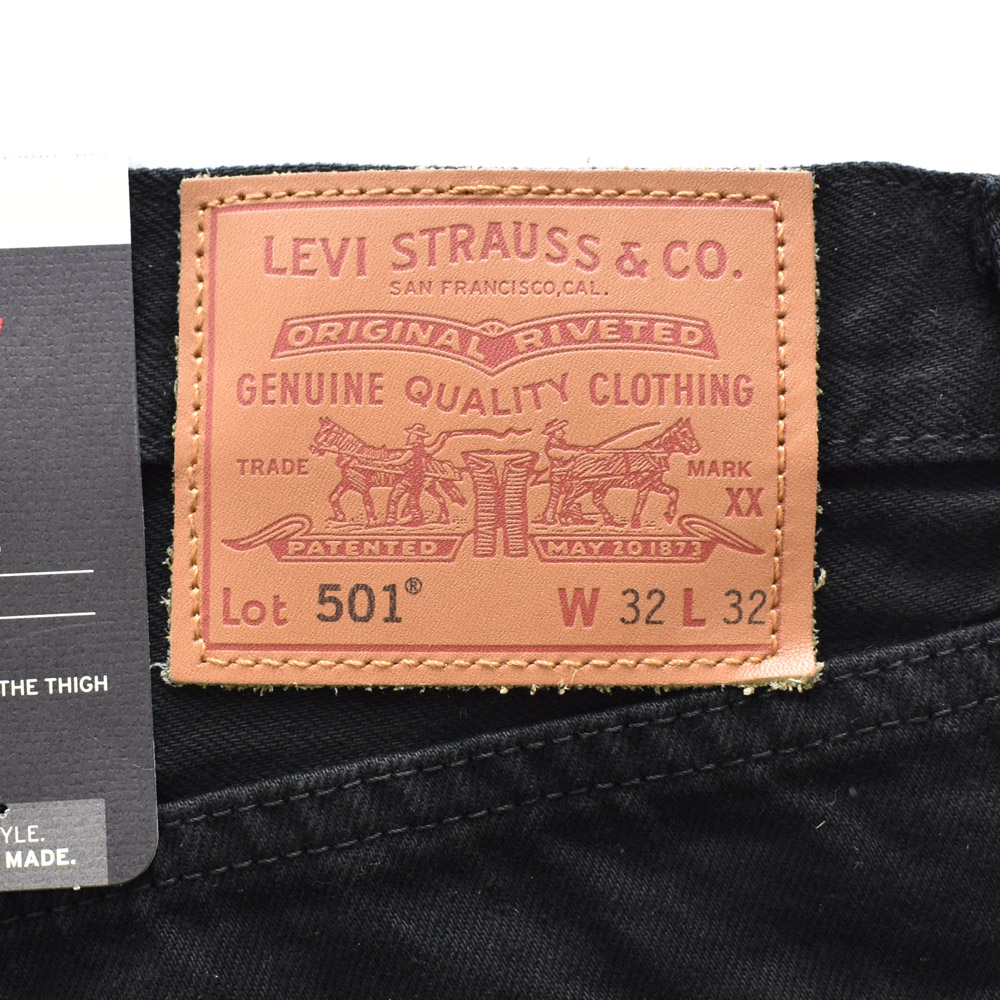 LEVI STRAUSS & CO.
SAN FRANCISCO, CAL.
ORIGINAL RIVETED
GENUINE QUALITY CLOTHING
TRADE MARK
XX
PATENTED MAY 20 1873
Lot 501® W 32 L 32
THE THIGH
YLE.
MADE.